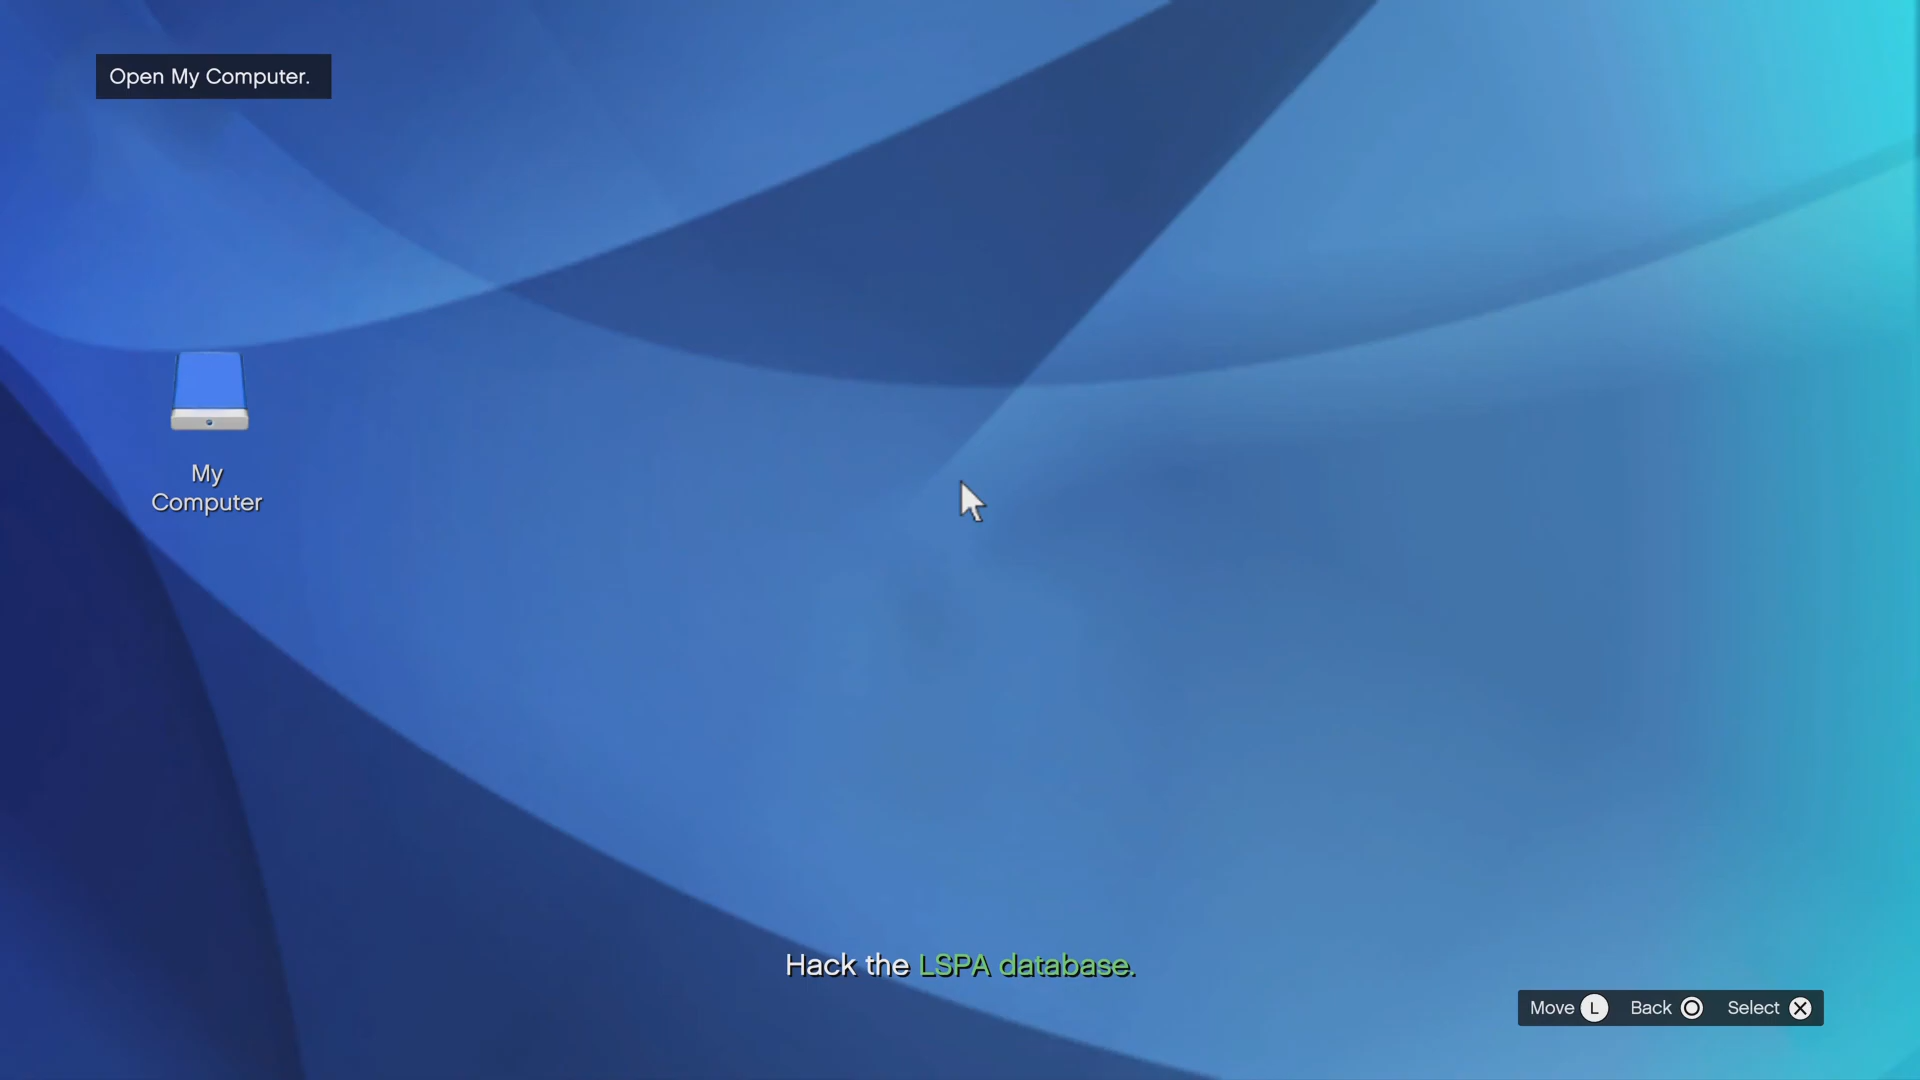 Open My Computer.
My
Computer
Hack the LSPA database.
Move L Back Select